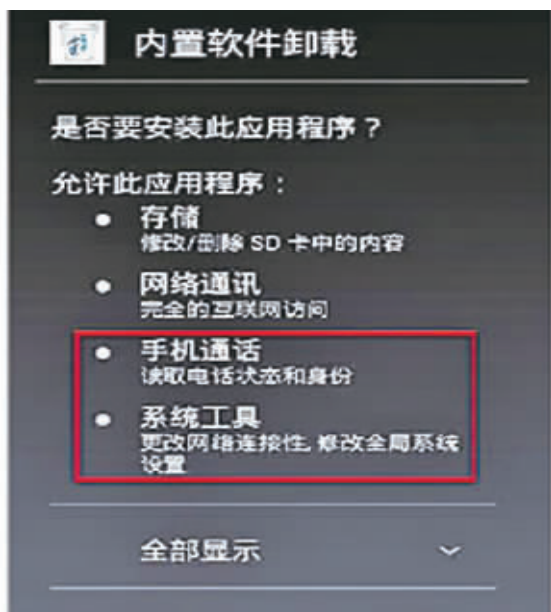 内置软件卸载
是否要安装此应用程序？
允许此应用程序：
存储
修改/删除 SD 卡中的内容
网络通讯
完全的互联网访问
手机通话
读取电话状态和身份
系统工具
更改网络连接性, 修改全局系统
设置
全部显示